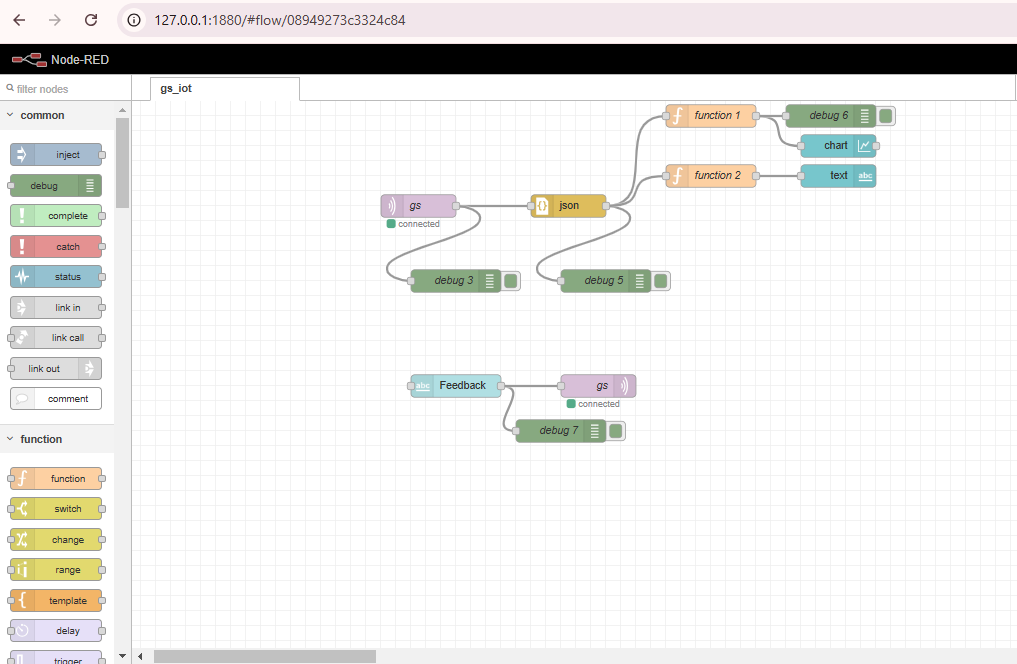 127.0.0.1:1880/#flow/08949273c3324c84
Node-RED
filter nodes
gs_iot
common
inject
debug
complete
catch
status
link in
link call
link out
comment
function
function
switch
change
range
template
delay
trigger
function 1
debug 6
chart
function 2
text
abc
gs
connected
json
debug 3
debug 5
abc
Feedback
gs
connected
debug 7